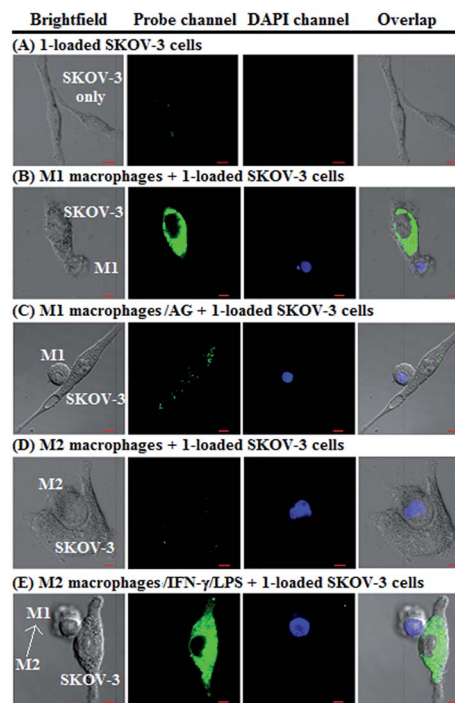 Brightfield Probe channel DAPI channel Overlap
(A) 1-loaded SKOV-3 cells
SKOV-3
only
(B) M1 macrophages + 1-loaded SKOV-3 cells
SKOV-3
M1
(C) M1 macrophages/AG + 1-loaded SKOV-3 cells
M1
SKOV-3
(D) M2 macrophages + 1-loaded SKOV-3 cells
M2
SKOV-3
(E) M2 macrophages/IFN-γ/LPS + 1-loaded SKOV-3 cells
M1
M2
SKOV-3